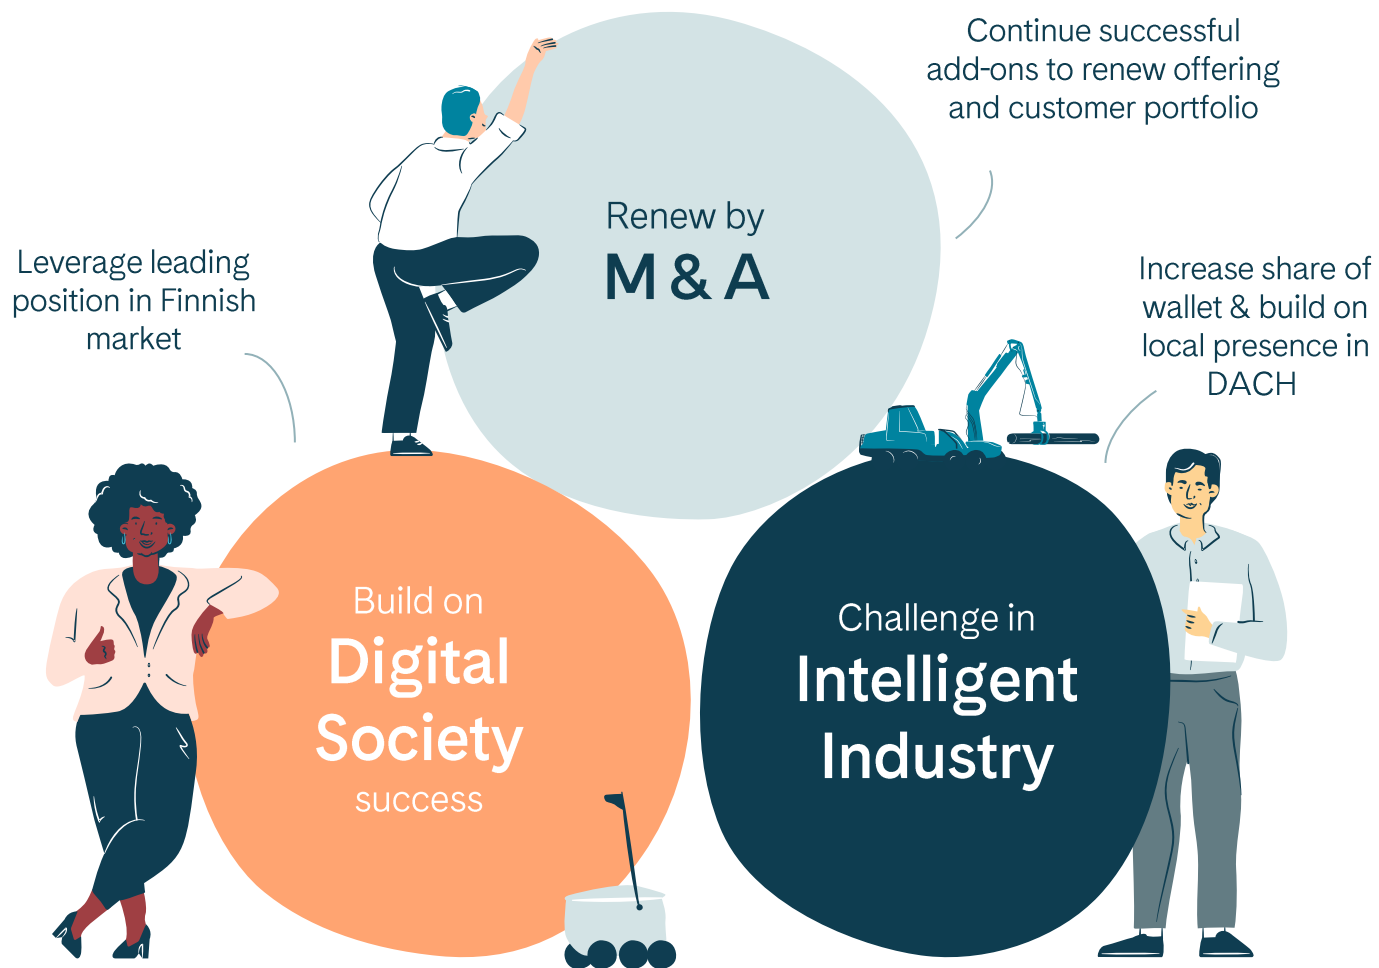 Continue successful
add-ons to renew offering
and customer portfolio
Renew by
M & A
Leverage leading
position in Finnish
market
Increase share of
wallet & build on
local presence in
DACH
Build on
Digital
Society
success
Challenge in
Intelligent
Industry